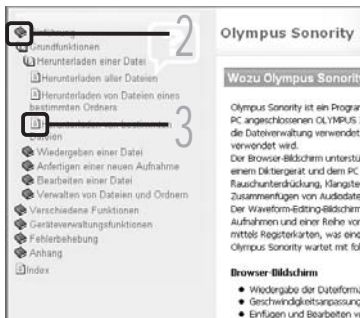 2
Grundfunktionen
Herunterladen einer Datei
Herunterladen aller Dateien
Herunterladen von Dateien eines
bestimmten Ordners
3
Dateien
Wiedergeben einer Datei
Anfertigen einer neuen Aufnahme
Bearbeiten einer Datei
Verwalten von Dateien und Ordnern
Verschiedene Funktionen
Geräteverwaltungsfunktionen
Fehlerbehebung
Anhang
Index
Olympus Sonority
Wozu Olympus Sonority
Olympus Sonority ist ein Program
PC angeschlossenen OLYMPUS
die Dateiverwaltung verwendet
verwendet wird.
Der Browser-Bildschirm unterstü
einem Diktiergerät und dem PC
Rauschunterdrückung, Klangste
Zusammenfügen von Audiodate
Der Waveform-Editing-Bildschirm
Aufnahmen und einer Reihe vor
mittels Registerkarten, was eine
Olympus Sonority wartet mit fol
Browser-Bildschirm
Wiedergabe der Dateiforma
Geschwindigkeitsanpassung
Einfügen und Bearbeiten v